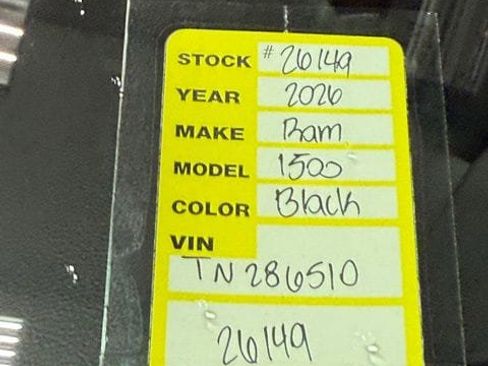 STOCK # 26149
YEAR 2026
MAKE Ram
MODEL 1500
COLOR Black
VIN
TN286510
26149